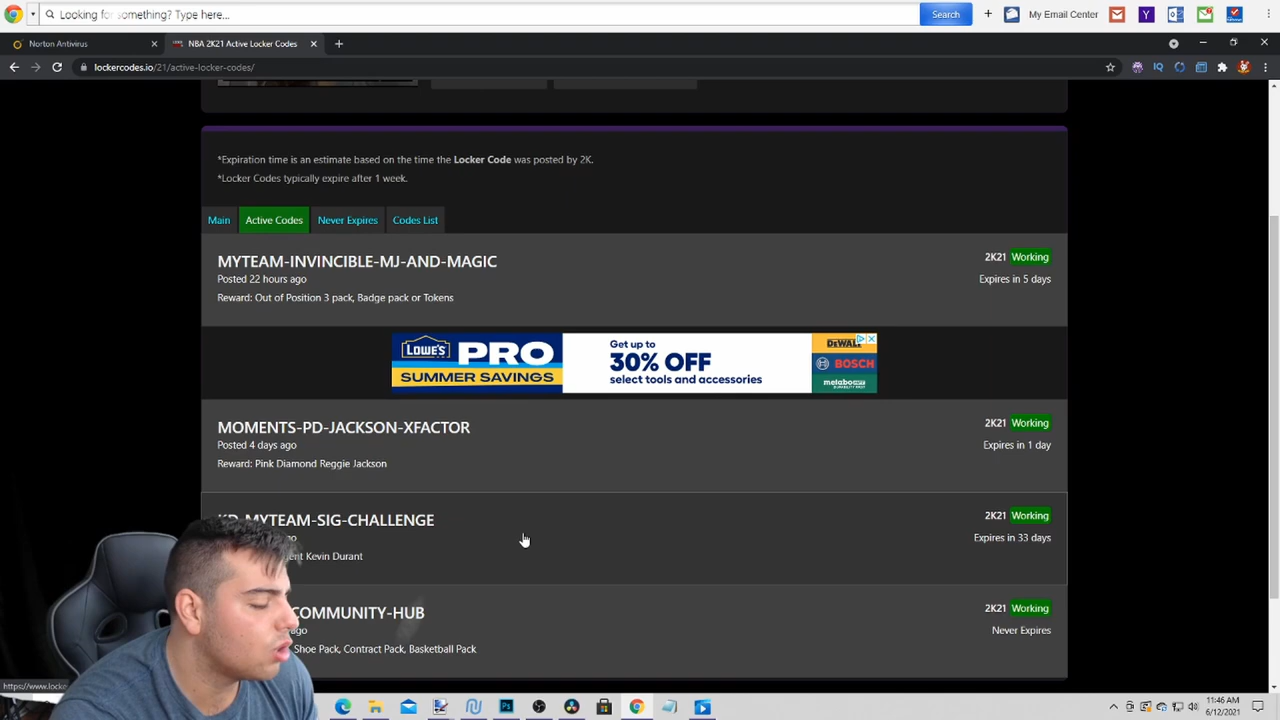 Looking for something? Type here...
Search
My Email Center
Norton Antivirus
NBA 2K21 Active Locker Codes
lockercodes.io/21/active-locker-codes/
*Expiration time is an estimate based on the time the Locker Code was posted by 2K.
*Locker Codes typically expire after 1 week.
Main
Active Codes
Never Expires
Codes List
MYTEAM-INVINCIBLE-MJ-AND-MAGIC
2K21 Working
Posted 22 hours ago
Expires in 5 days
Reward: Out of Position 3 pack, Badge pack or Tokens
LOWE'S PRO
SUMMER SAVINGS
Get up to
30% OFF
select tools and accessories
DEWALT
BOSCH
metabo
MOMENTS-PD-JACKSON-XFACTOR
2K21 Working
Posted 4 days ago
Expires in 1 day
Reward: Pink Diamond Reggie Jackson
KD-MYTEAM-SIG-CHALLENGE
2K21 Working
Expires in 33 days
Kevin Durant
COMMUNITY-HUB
2K21 Working
ago
Never Expires
Shoe Pack, Contract Pack, Basketball Pack
https://www.locke
11:46 AM
6/12/2021